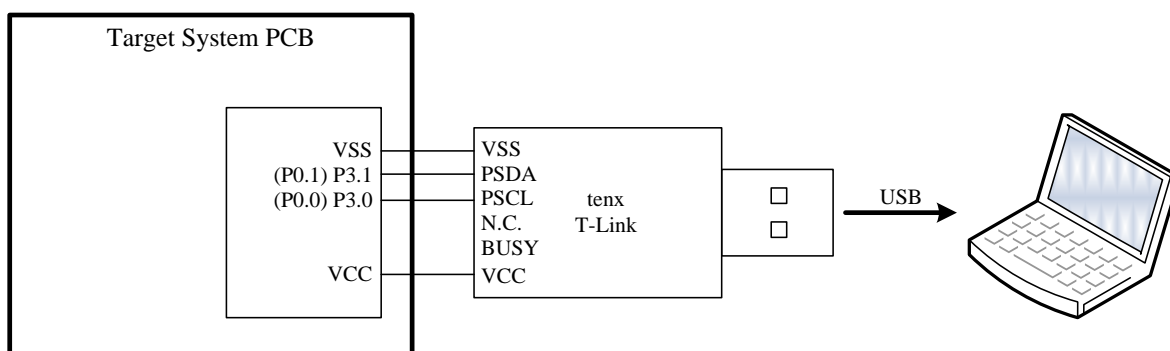 Target System PCB
VSS
(P0.1) P3.1
(P0.0) P3.0
VCC
VSS
PSDA
PSCL
N.C.
BUSY
VCC
tenx
T-Link
USB